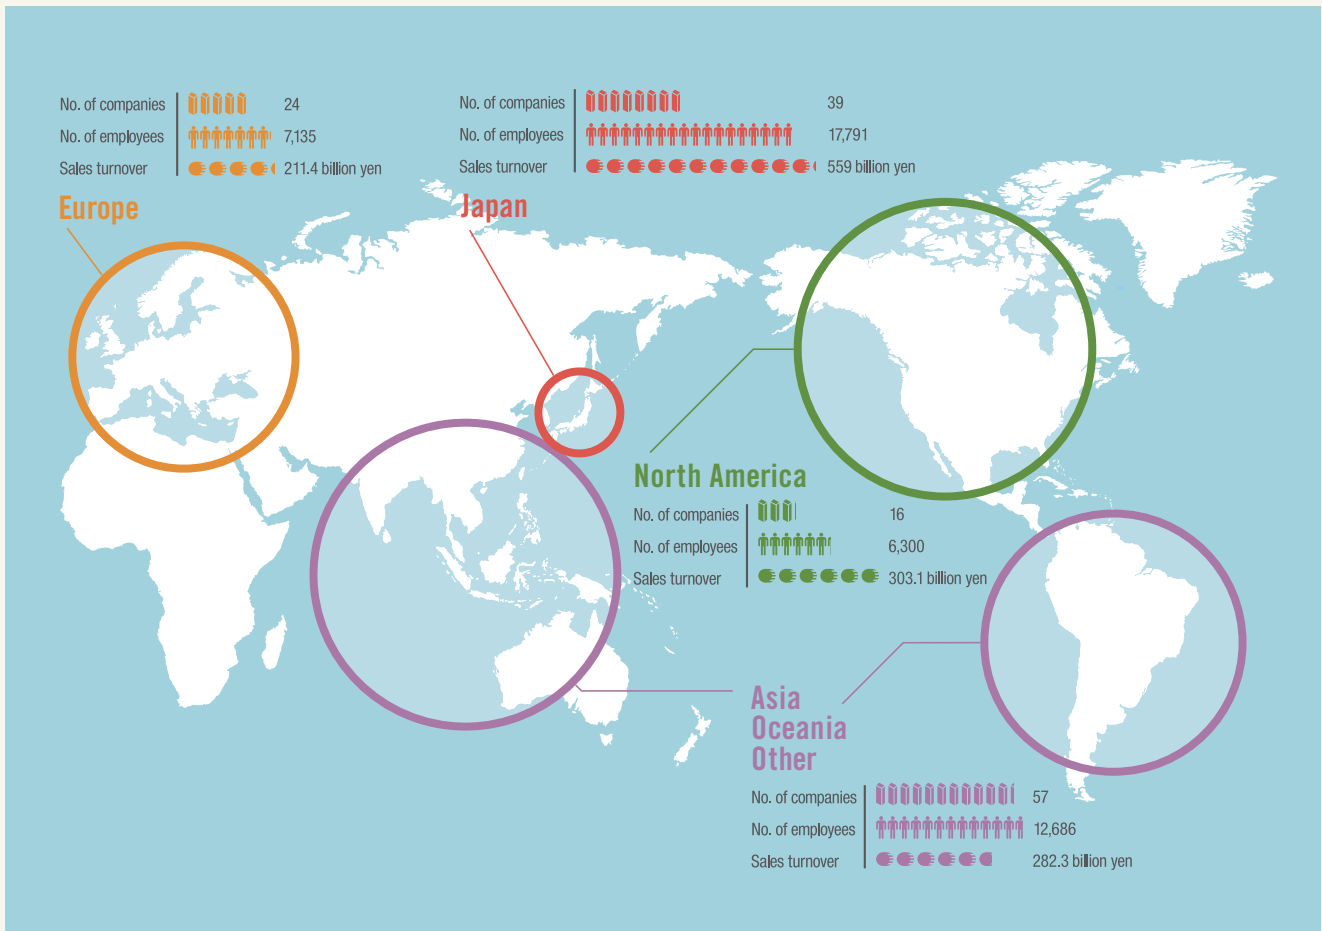 No. of companies 24
No. of employees 7,135
Sales turnover 211.4 billion yen
Europe
No. of companies 39
No. of employees 17,791
Sales turnover 559 billion yen
Japan
North America
No. of companies 16
No. of employees 6,300
Sales turnover 303.1 billion yen
Asia
Oceania
Other
No. of companies 57
No. of employees 12,686
Sales turnover 282.3 billion yen